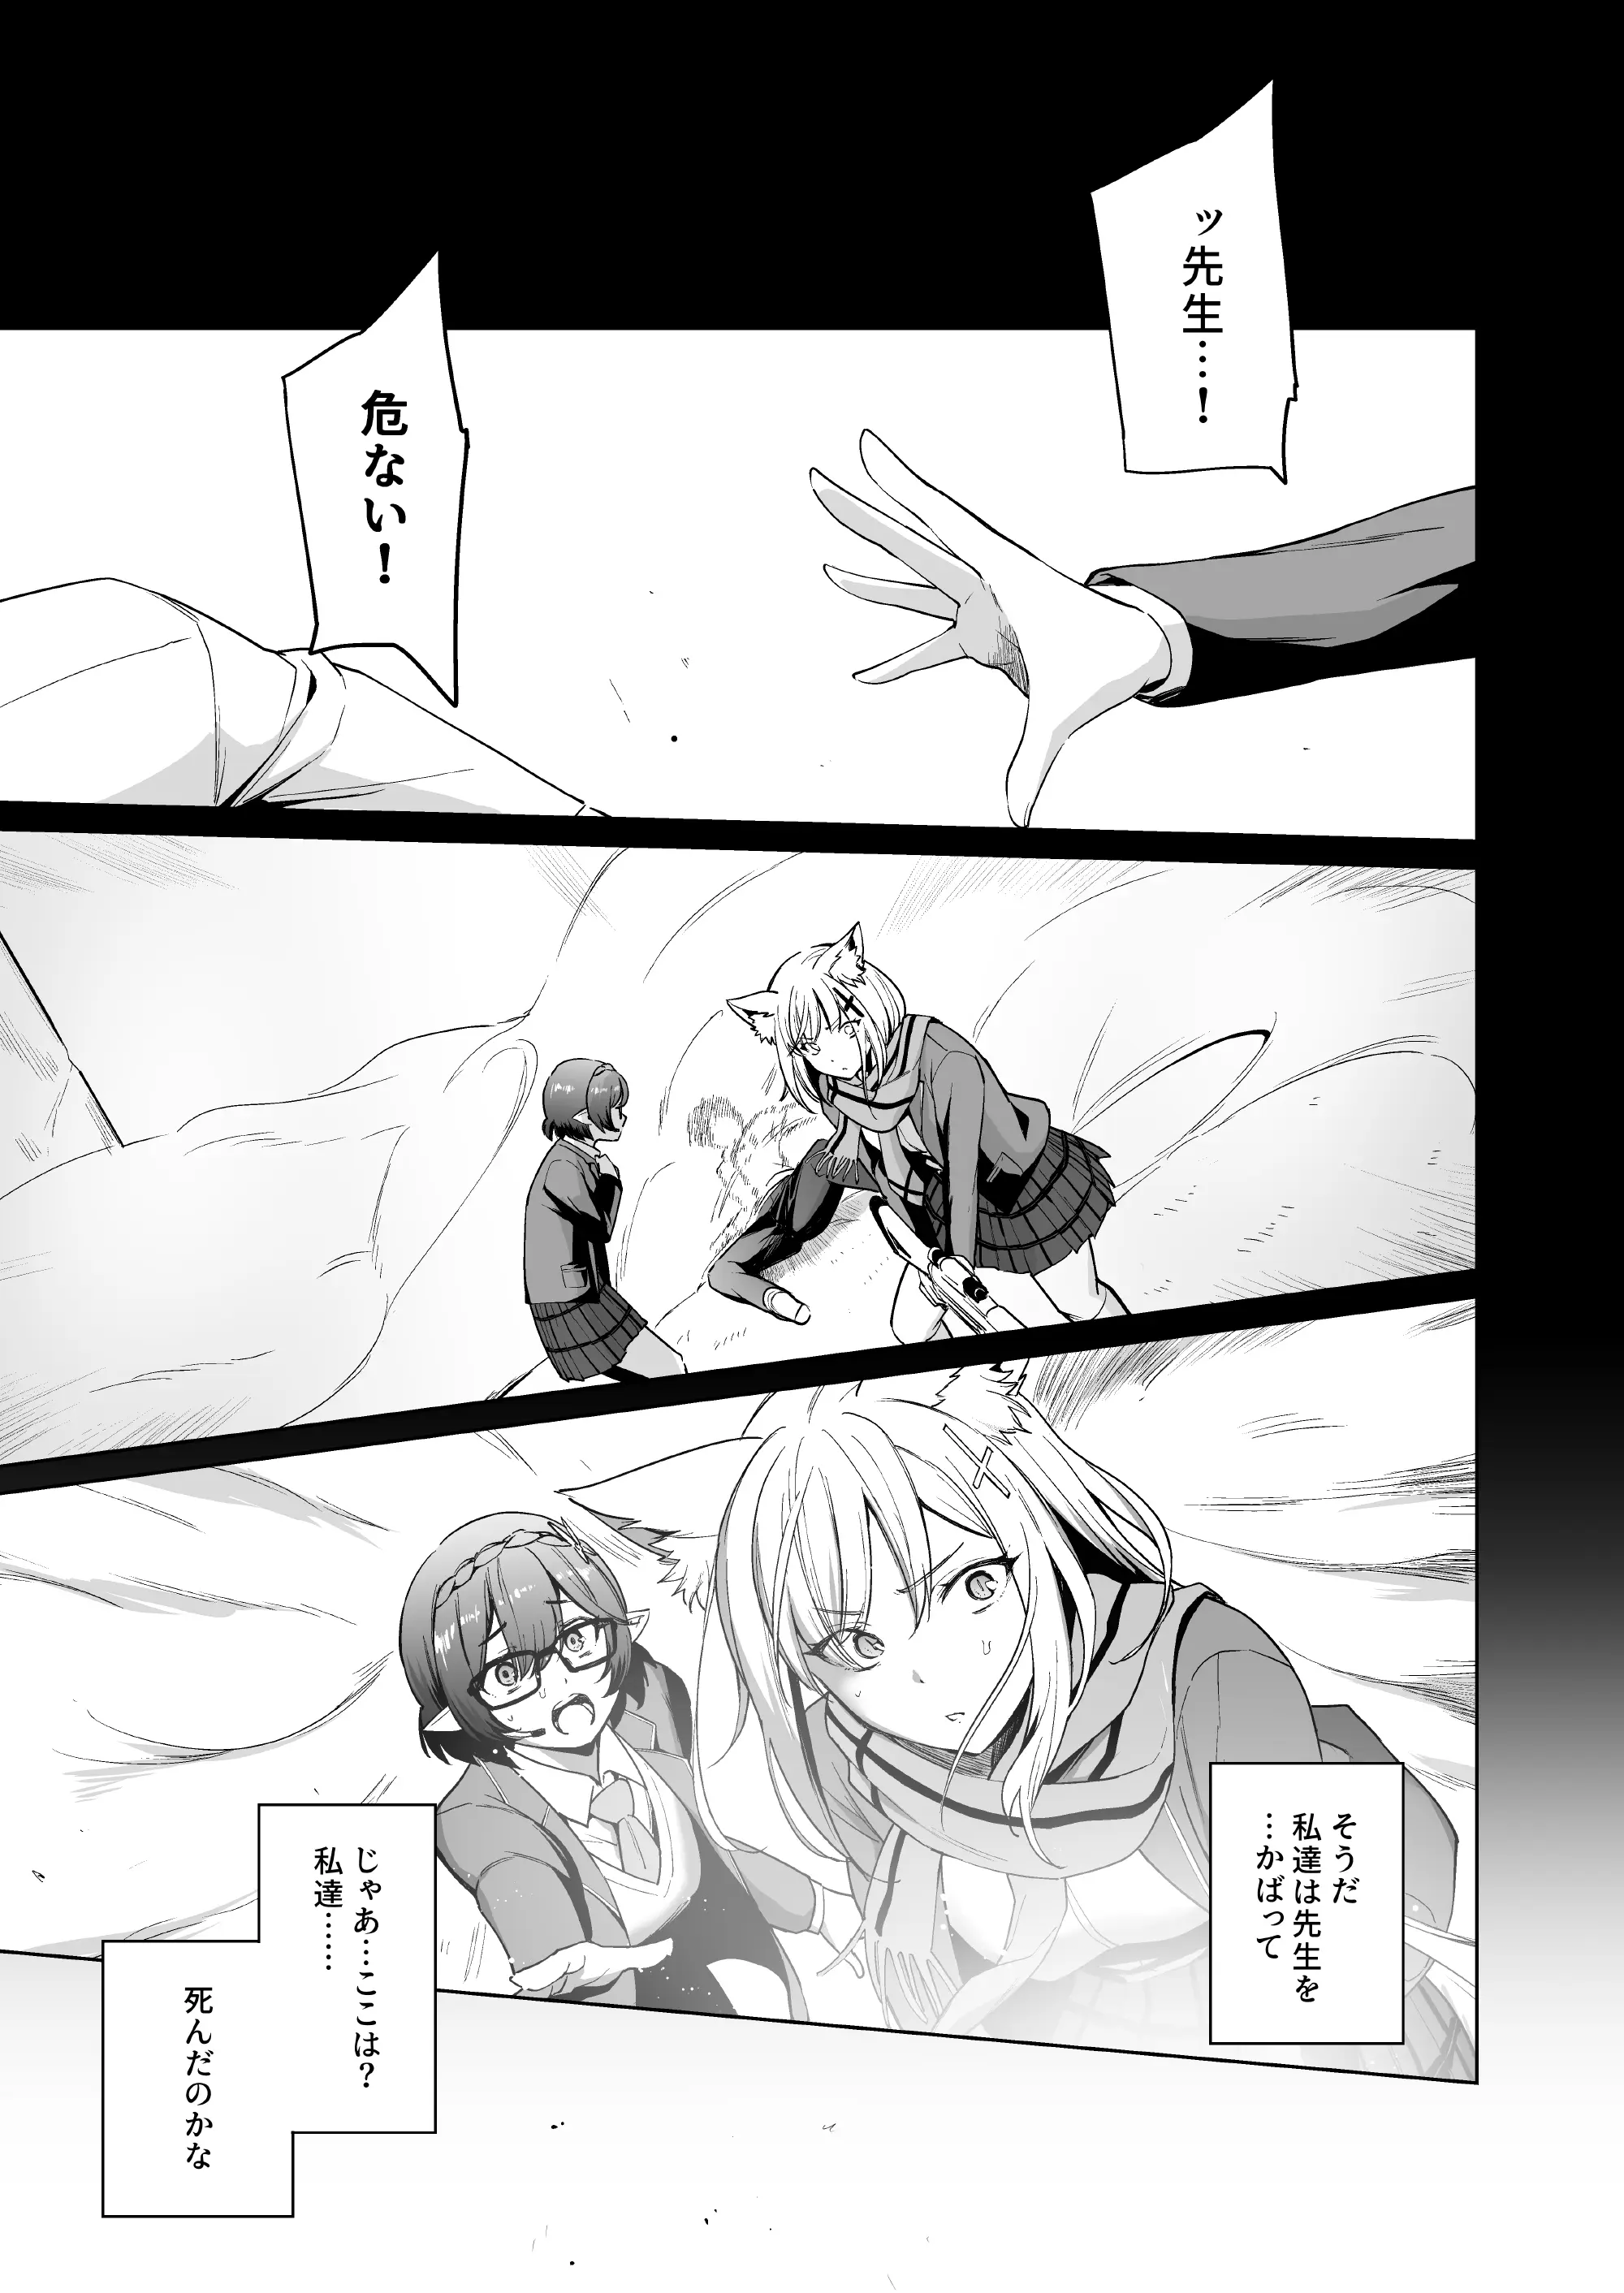 ッ先生…！
危ない！
そうだ
私達は先生を
…かばって
じゃあ…ここは？
私達……
死んだのかな